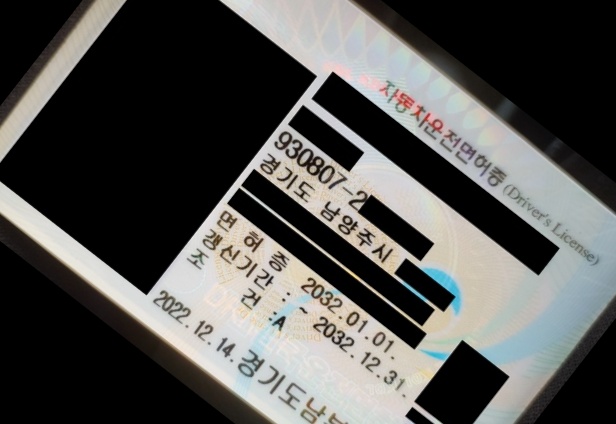 자동차운전면허증 (Driver's License)
930807-2
경기도 남양주시
면허증 2032.01.01.
갱신기간 : ~ 2032.12.31.
조 건 : A
2022.12.14. 경기도남부